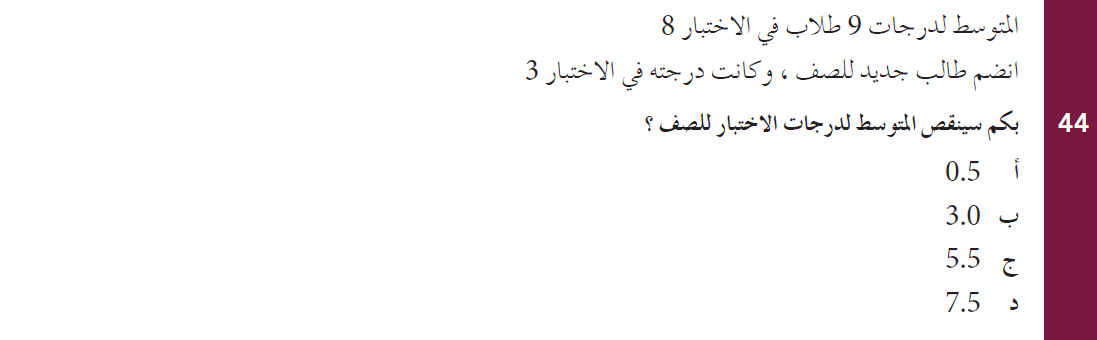 44
المتوسط لدرجات 9 طلاب في الاختبار 8
انضم طالب جديد للصف ، وكانت درجته في الاختبار 3
بكم سينقص المتوسط لدرجات الاختبار للصف ؟
أ 0.5
ب 3.0
ج 5.5
د 7.5